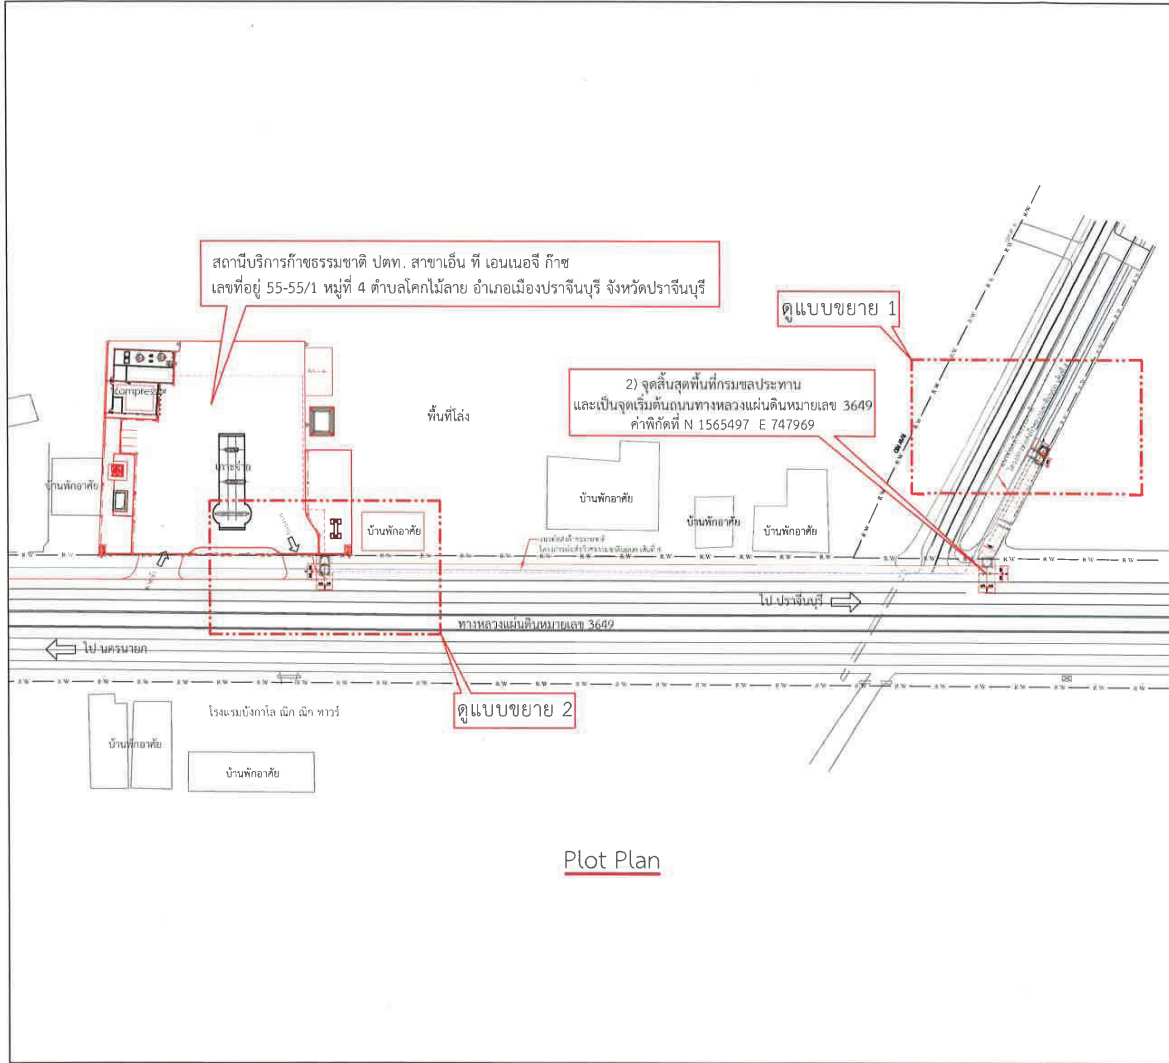 สถานีบริการก๊าซธรรมชาติ ปตท. สาขาเอ็น ที เอนเนอจี ก๊าซ
เลขที่อยู่ 55-55/1 หมู่ที่ 4 ตำบลโคกไม้ลาย อำเภอเมืองปราจีนบุรี จังหวัดปราจีนบุรี
ดูแบบขยาย 1
2) จุดสิ้นสุดพื้นที่กรมชลประทาน
และเป็นจุดเริ่มต้นถนนทางหลวงแผ่นดินหมายเลข 3649
ค่าพิกัดที่ N 1565497 E 747969
compressor
พื้นที่โล่ง
บ้านพักอาศัย
บ้านพักอาศัย
บ้านพักอาศัย
บ้านพักอาศัย
บ้านพักอาศัย
R/W R/W R/W R/W R/W R/W R/W R/W R/W R/W
ไป ปราจีนบุรี
ทางหลวงแผ่นดินหมายเลข 3649
ไป นครนายก
R/W R/W R/W R/W R/W R/W R/W R/W R/W R/W
ดูแบบขยาย 2
โรงแรมบังกาโล ณิก ณิก ทาวร์
บ้านพักอาศัย
บ้านพักอาศัย
Plot Plan